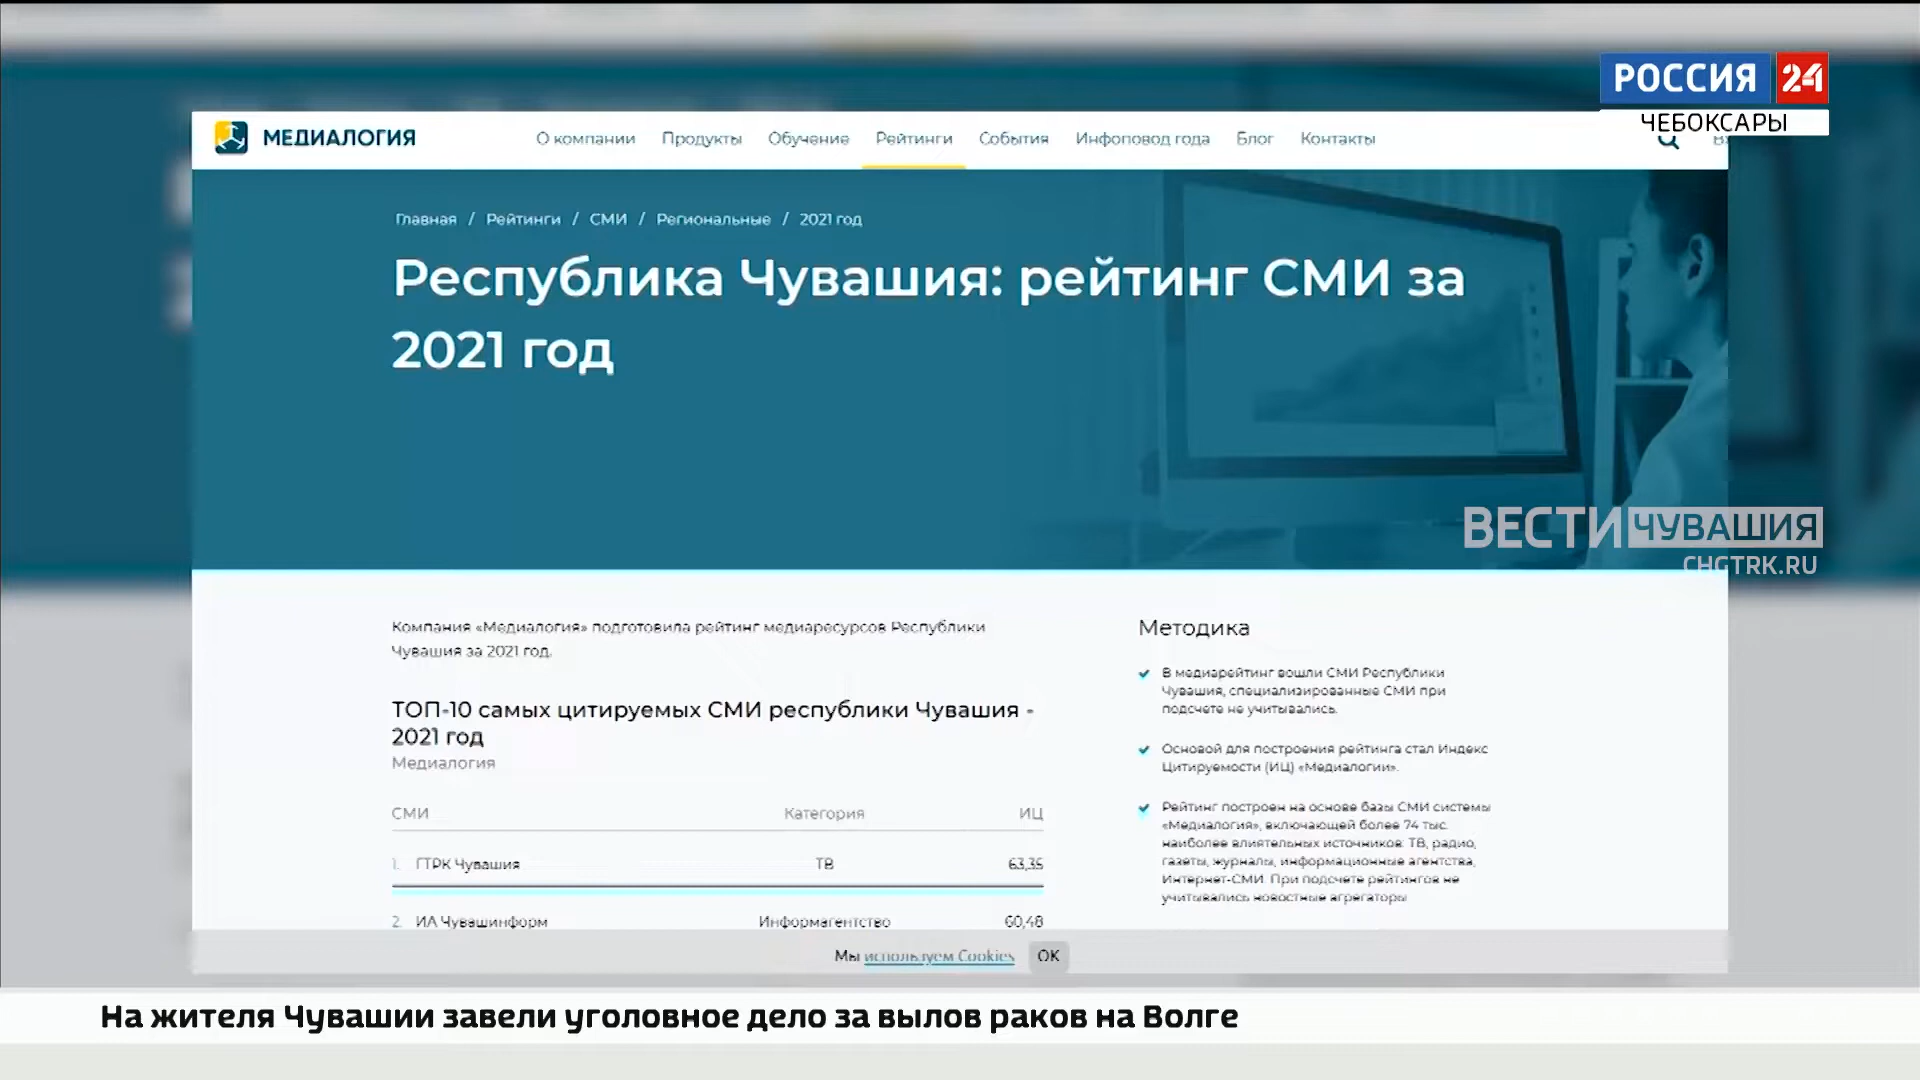 РОССИЯ 24
ЧЕБОКСАРЫ
МЕДИАЛОГИЯ
О компании Продукты Обучение Рейтинги События Инфоповод года Блог Контакты
Главная / Рейтинги / СМИ / Региональные / 2021 год
Республика Чувашия: рейтинг СМИ за
2021 год
ВЕСТИ ЧУВАШИЯ
CHGTRK.RU
Компания «Медиалогия» подготовила рейтинг медиаресурсов Республики
Чувашия за 2021 год.
ТОП-10 самых цитируемых СМИ республики Чувашия -
2021 год
Медиалогия
СМИ Категория ИЦ
1. ГТРК Чувашия ТВ 63,35
2. ИА Чувашинформ Информагентство 60,48
Методика
В медиарейтинг вошли СМИ Республики
Чувашия, специализированные СМИ при
подсчете не учитывались.
Основой для построения рейтинга стал Индекс
Цитируемости (ИЦ) «Медиалогии».
Рейтинг построен на основе базы СМИ системы
«Медиалогия», включающей более 74 тыс.
наиболее влиятельных источников: ТВ, радио,
газеты, журналы, информационные агентства,
Интернет-СМИ. При подсчете рейтингов не
учитывались новостные агрегаторы
Мы используем Cookies OK
На жителя Чувашии завели уголовное дело за вылов раков на Волге